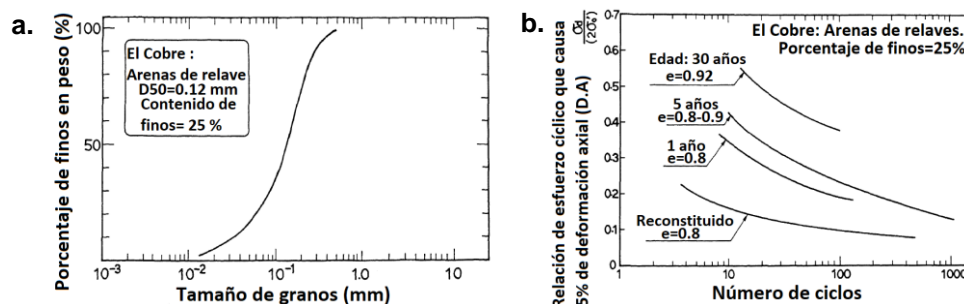 a.
Porcentaje de finos en peso (%)
100
50
El Cobre :
Arenas de relave
D50=0.12 mm
Contenido de
finos= 25 %
10⁻³
10⁻²
10⁻¹
1.0
10
Tamaño de granos (mm)
b.
Relación de esfuerzo cíclico que causa
5% de deformación axial (D.A)
0.7
0.6
0.5
0.4
0.3
0.2
0.1
0
El Cobre: Arenas de relaves.
Porcentaje de finos=25%
Edad: 30 años
e=0.92
5 años
e=0.8-0.9
1 año
e=0.8
Reconstituido
e=0.8
1
10
100
1000
Número de ciclos